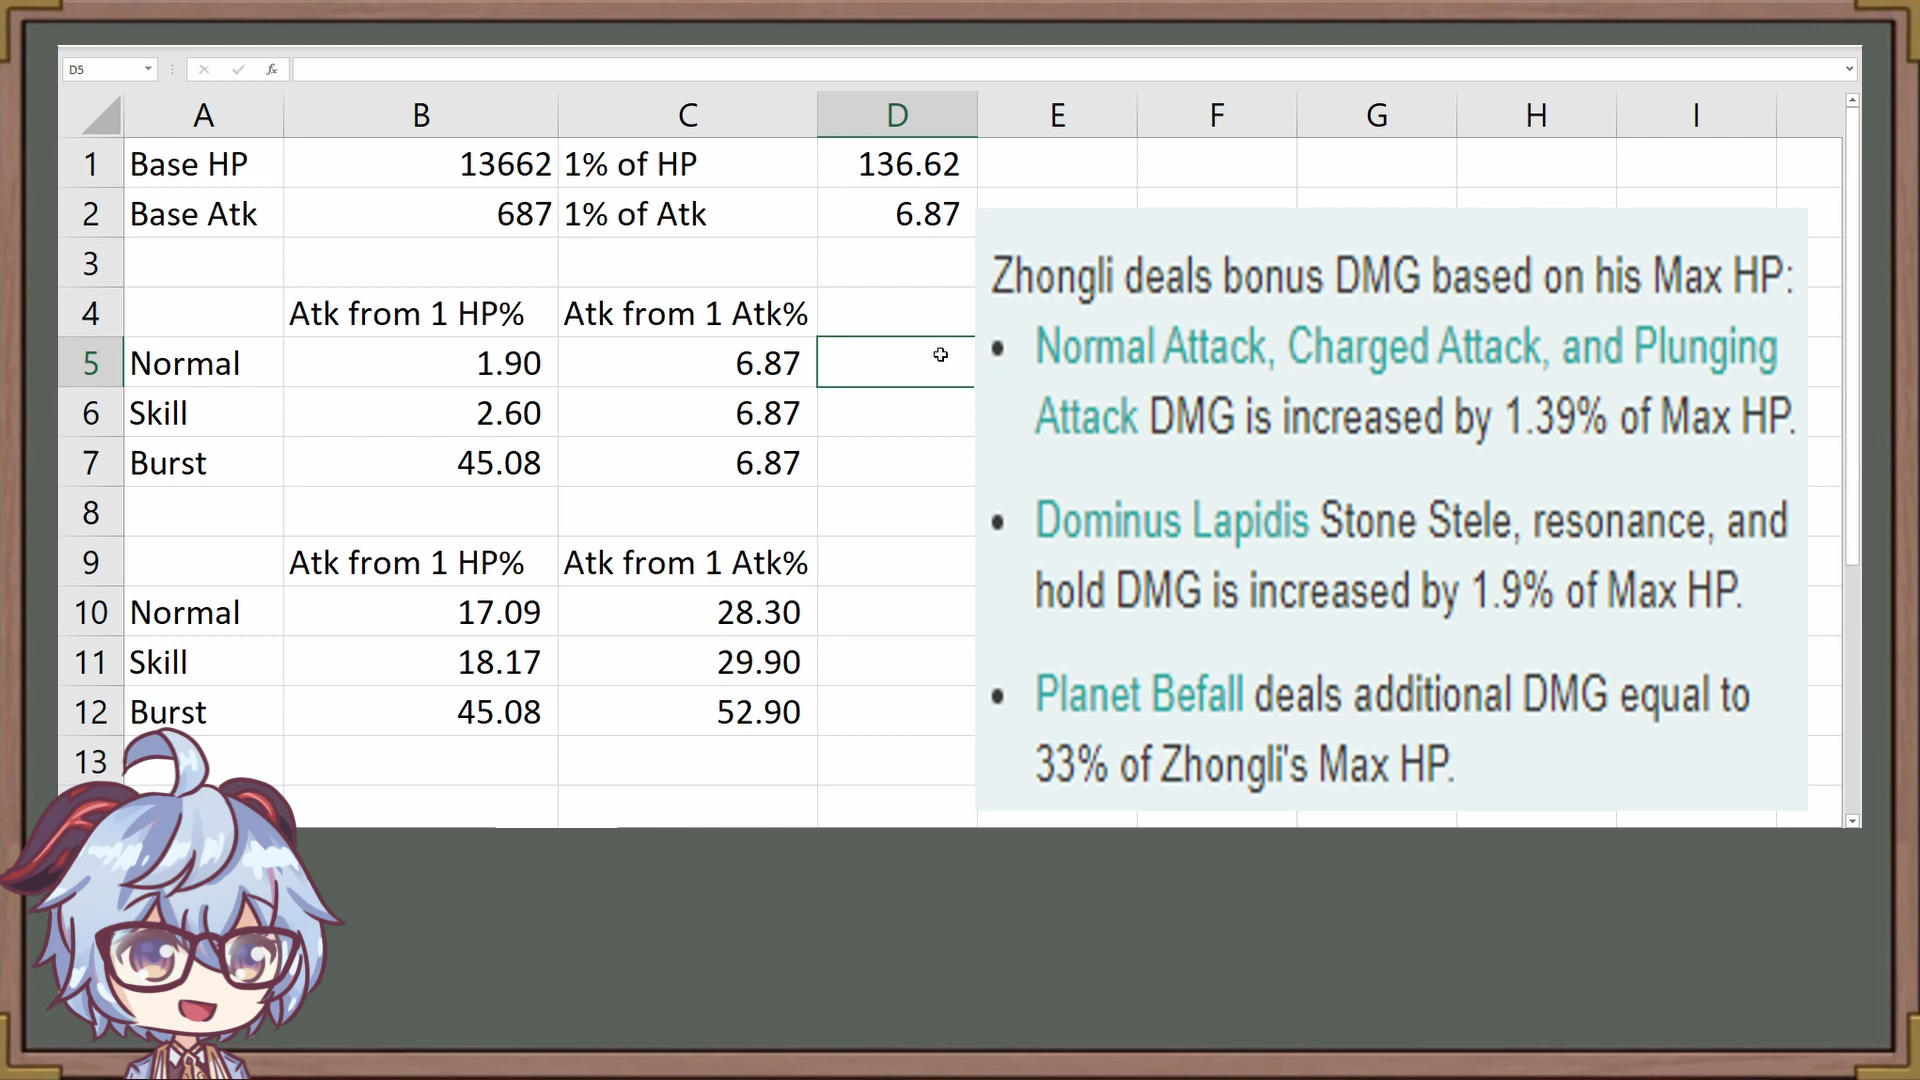 D5
fx
A B C D E F G H I
1 Base HP 13662 1% of HP 136.62
2 Base Atk 687 1% of Atk 6.87
3
4 Atk from 1 HP% Atk from 1 Atk%
5 Normal 1.90 6.87
6 Skill 2.60 6.87
7 Burst 45.08 6.87
8
9 Atk from 1 HP% Atk from 1 Atk%
10 Normal 17.09 28.30
11 Skill 18.17 29.90
12 Burst 45.08 52.90
13
Zhongli deals bonus DMG based on his Max HP:
• Normal Attack, Charged Attack, and Plunging
Attack DMG is increased by 1.39% of Max HP.
• Dominus Lapidis Stone Stele, resonance, and
hold DMG is increased by 1.9% of Max HP.
• Planet Befall deals additional DMG equal to
33% of Zhongli's Max HP.